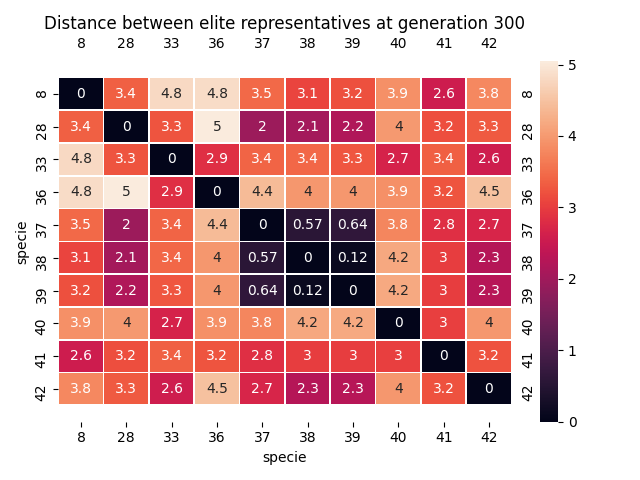 Distance between elite representatives at generation 300
8 28 33 36 37 38 39 40 41 42
8 0 3.4 4.8 4.8 3.5 3.1 3.2 3.9 2.6 3.8 8
28 3.4 0 3.3 5 2 2.1 2.2 4 3.2 3.3 28
33 4.8 3.3 0 2.9 3.4 3.4 3.3 2.7 3.4 2.6 33
36 4.8 5 2.9 0 4.4 4 4 3.9 3.2 4.5 36
37 3.5 2 3.4 4.4 0 0.57 0.64 3.8 2.8 2.7 37
38 3.1 2.1 3.4 4 0.57 0 0.12 4.2 3 2.3 38
39 3.2 2.2 3.3 4 0.64 0.12 0 4.2 3 2.3 39
40 3.9 4 2.7 3.9 3.8 4.2 4.2 0 3 4 40
41 2.6 3.2 3.4 3.2 2.8 3 3 3 0 3.2 41
42 3.8 3.3 2.6 4.5 2.7 2.3 2.3 4 3.2 0 42
8 28 33 36 37 38 39 40 41 42
specie
specie
5
4
3
2
1
0